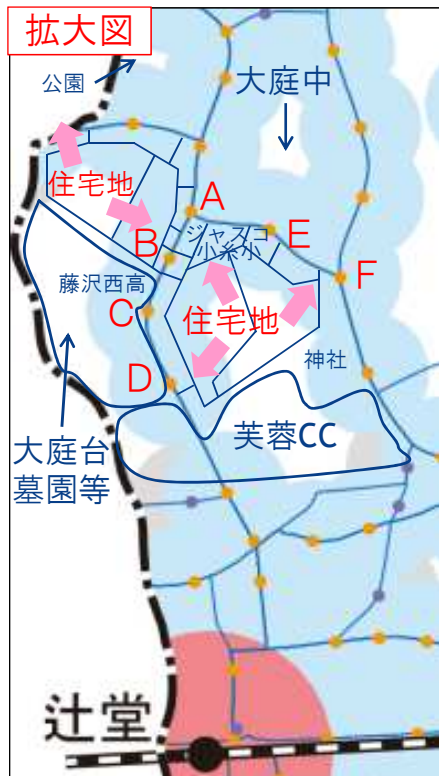 拡大図
公園
大庭中
住宅地
A
ジャスコ
小糸小
B
E
藤沢西高
F
C
住宅地
神社
D
大庭台
墓園等
芙蓉CC
辻堂